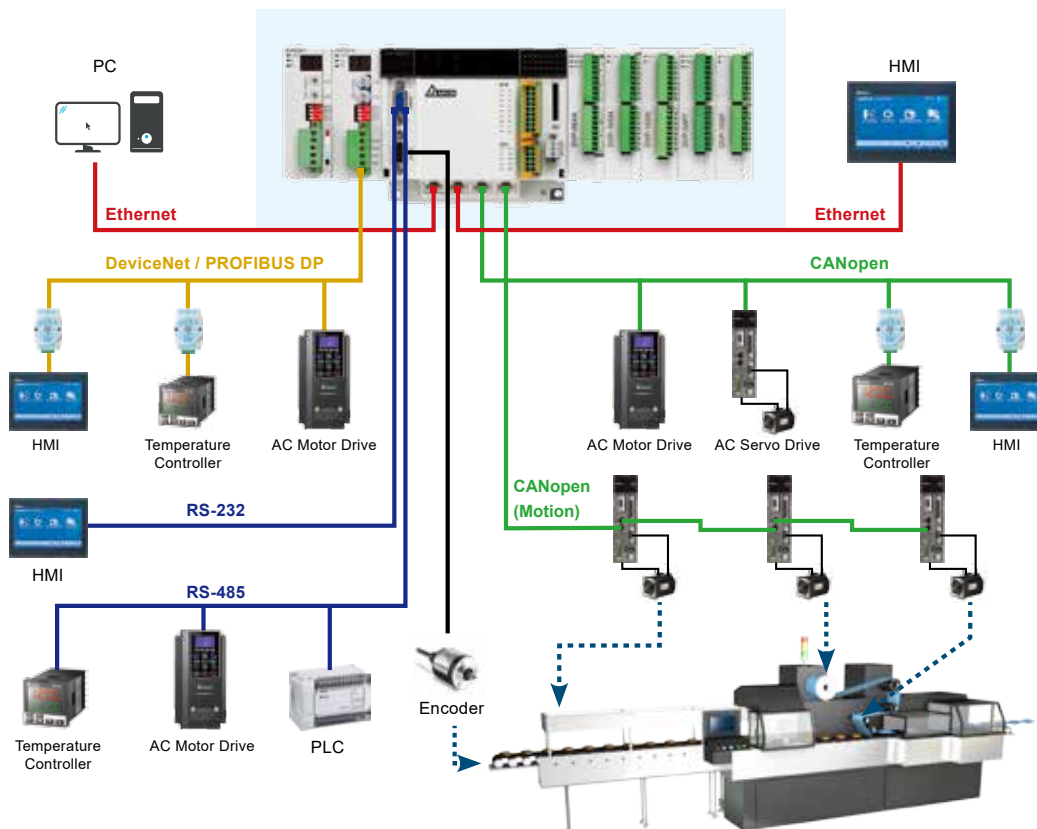 PC
HMI
Ethernet
Ethernet
DeviceNet / PROFIBUS DP
CANopen
HMI
Temperature
Controller
AC Motor Drive
AC Motor Drive
AC Servo Drive
Temperature
Controller
HMI
CANopen
(Motion)
RS-232
HMI
RS-485
Encoder
Temperature
Controller
AC Motor Drive
PLC